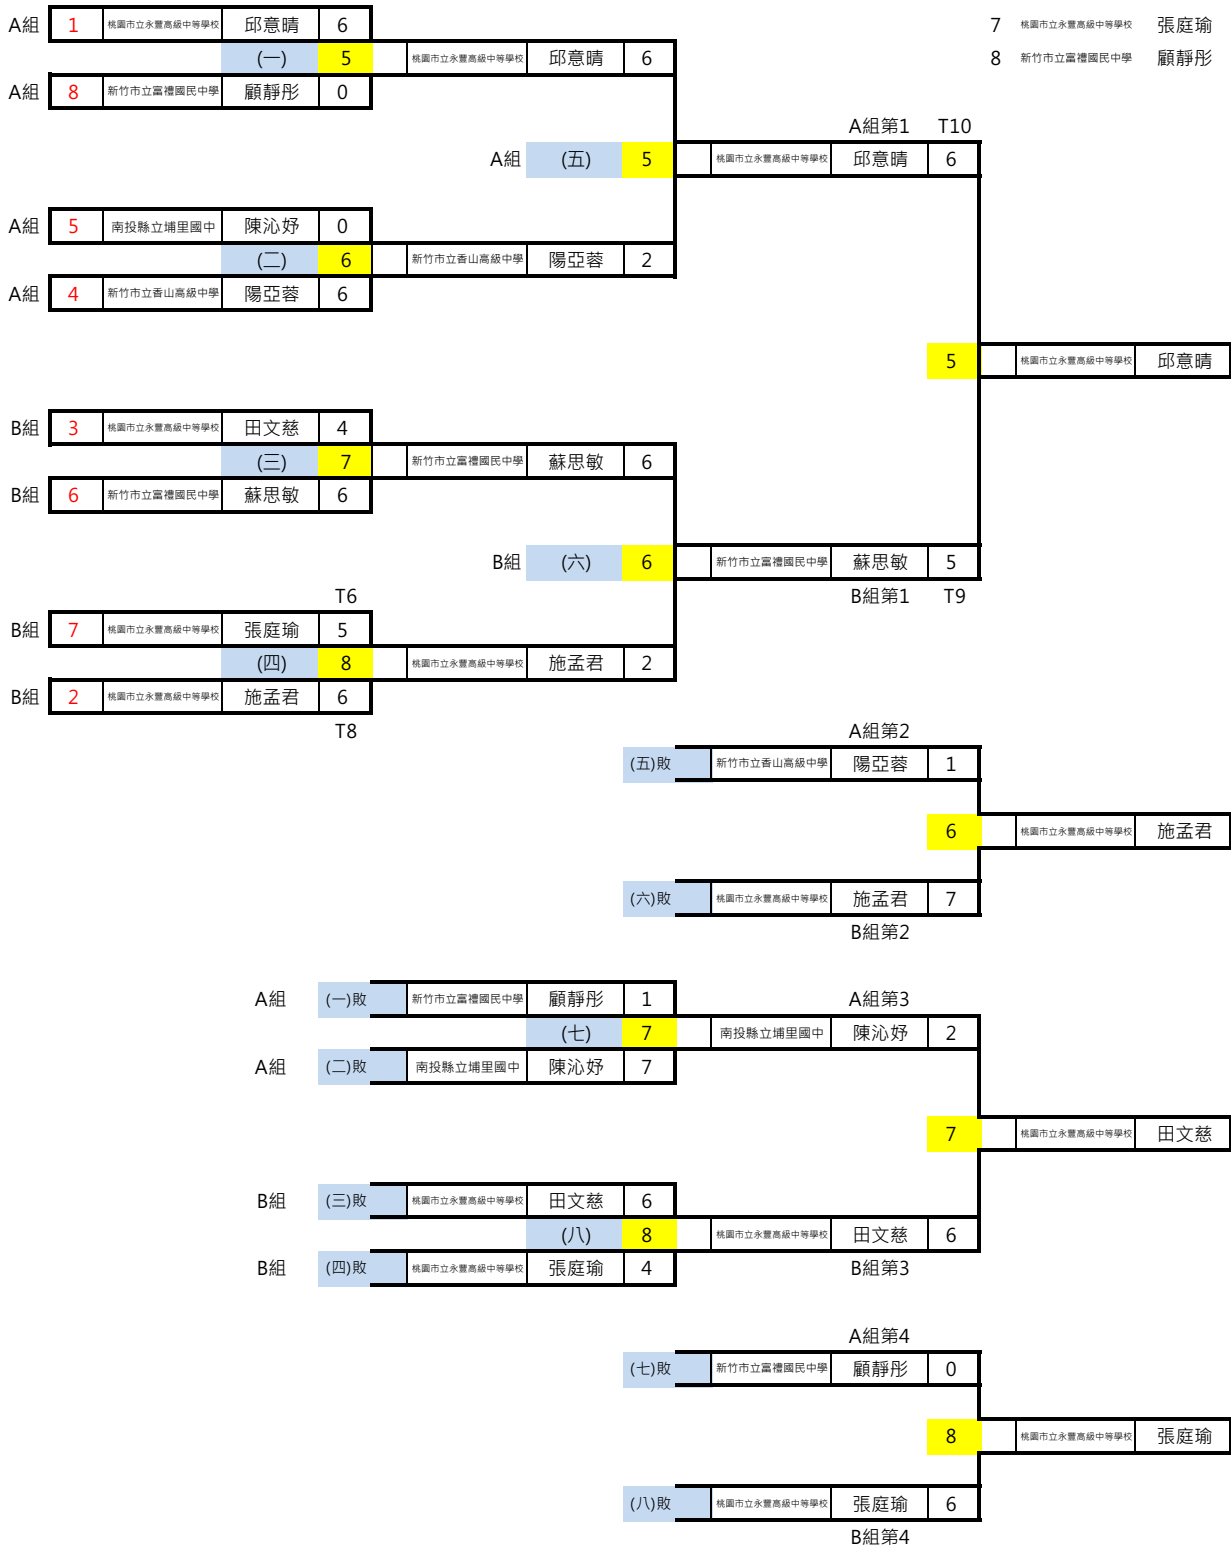 A組 1 桃園市立永豐高級中等學校 邱意晴 6
7 桃園市立永豐高級中等學校 張庭瑜
(一) 5 桃園市立永豐高級中等學校 邱意晴 6
8 新竹市立富禮國民中學 顧靜彤
A組 8 新竹市立富禮國民中學 顧靜彤 0
A組第1 T10
A組 (五) 5 桃園市立永豐高級中等學校 邱意晴 6
A組 5 南投縣立埔里國中 陳沁妤 0
(二) 6 新竹市立香山高級中學 陽亞蓉 2
A組 4 新竹市立香山高級中學 陽亞蓉 6
5 桃園市立永豐高級中等學校 邱意晴
B組 3 桃園市立永豐高級中等學校 田文慈 4
(三) 7 新竹市立富禮國民中學 蘇思敏 6
B組 6 新竹市立富禮國民中學 蘇思敏 6
B組 (六) 6 新竹市立富禮國民中學 蘇思敏 5
T6 B組第1 T9
B組 7 桃園市立永豐高級中等學校 張庭瑜 5
(四) 8 桃園市立永豐高級中等學校 施孟君 2
B組 2 桃園市立永豐高級中等學校 施孟君 6
T8 A組第2
(五)敗 新竹市立香山高級中學 陽亞蓉 1
6 桃園市立永豐高級中等學校 施孟君
(六)敗 桃園市立永豐高級中等學校 施孟君 7
B組第2
A組 (一)敗 新竹市立富禮國民中學 顧靜彤 1 A組第3
(七) 7 南投縣立埔里國中 陳沁妤 2
A組 (二)敗 南投縣立埔里國中 陳沁妤 7
7 桃園市立永豐高級中等學校 田文慈
B組 (三)敗 桃園市立永豐高級中等學校 田文慈 6
(八) 8 桃園市立永豐高級中等學校 田文慈 6
B組 (四)敗 桃園市立永豐高級中等學校 張庭瑜 4 B組第3
A組第4
(七)敗 新竹市立富禮國民中學 顧靜彤 0
8 桃園市立永豐高級中等學校 張庭瑜
(八)敗 桃園市立永豐高級中等學校 張庭瑜 6
B組第4